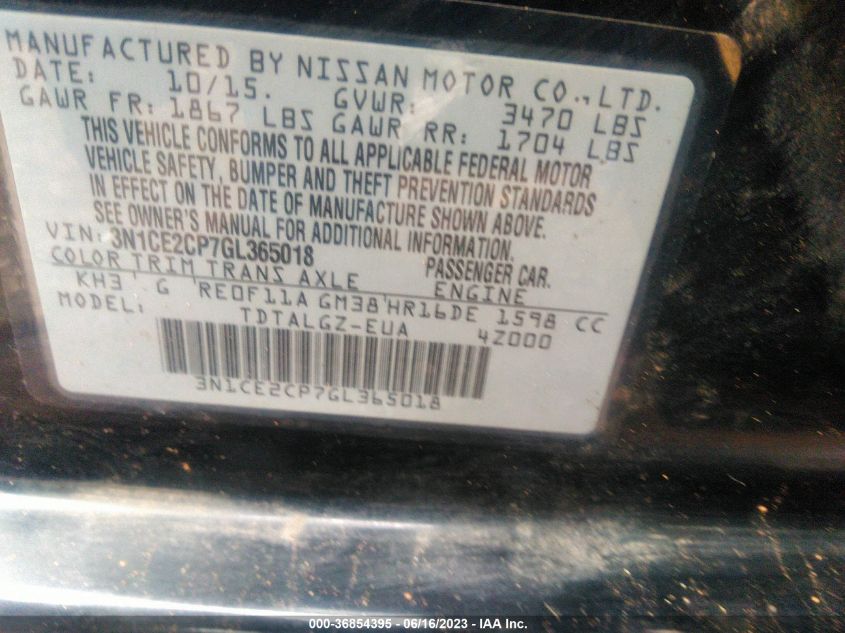 MANUFACTURED BY NISSAN MOTOR CO., LTD.
DATE: 10/15. GVWR: 3470 LBS
GAWR FR: 1867 LBS GAWR RR: 1704 LBS
THIS VEHICLE CONFORMS TO ALL APPLICABLE FEDERAL MOTOR
VEHICLE SAFETY, BUMPER AND THEFT PREVENTION STANDARDS
IN EFFECT ON THE DATE OF MANUFACTURE SHOWN ABOVE.
SEE OWNER'S MANUAL FOR ADDITIONAL INFORMATION.
VIN: 3N1CE2CP7GL365018 PASSENGER CAR.
COLOR TRIM TRANS AXLE ENGINE
KH3' G 'RE0F11A GM38'HR16DE 1598 CC
MODEL: TDTALGZ-EUA 4Z000
3N1CE2CP7GL365018
000-36854395 - 06/16/2023 - IAA Inc.